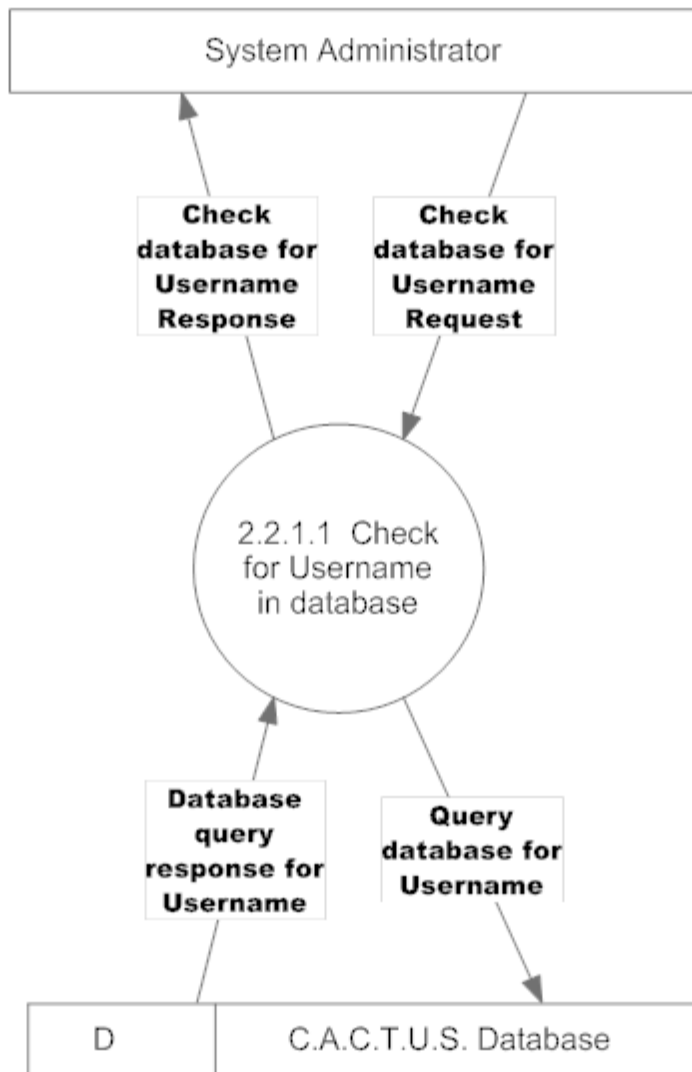 System Administrator
Check
database for
Username
Response
Check
database for
Username
Request
2.2.1.1 Check
for Username
in database
Database
query
response for
Username
Query
database for
Username
D
C.A.C.T.U.S. Database